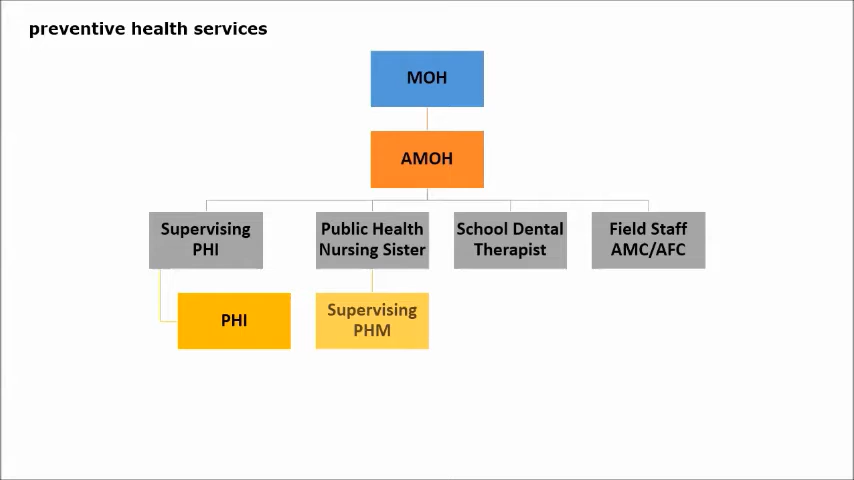 preventive health services
MOH
AMOH
Supervising
PHI
Public Health
Nursing Sister
School Dental
Therapist
Field Staff
AMC/AFC
PHI
Supervising
PHM